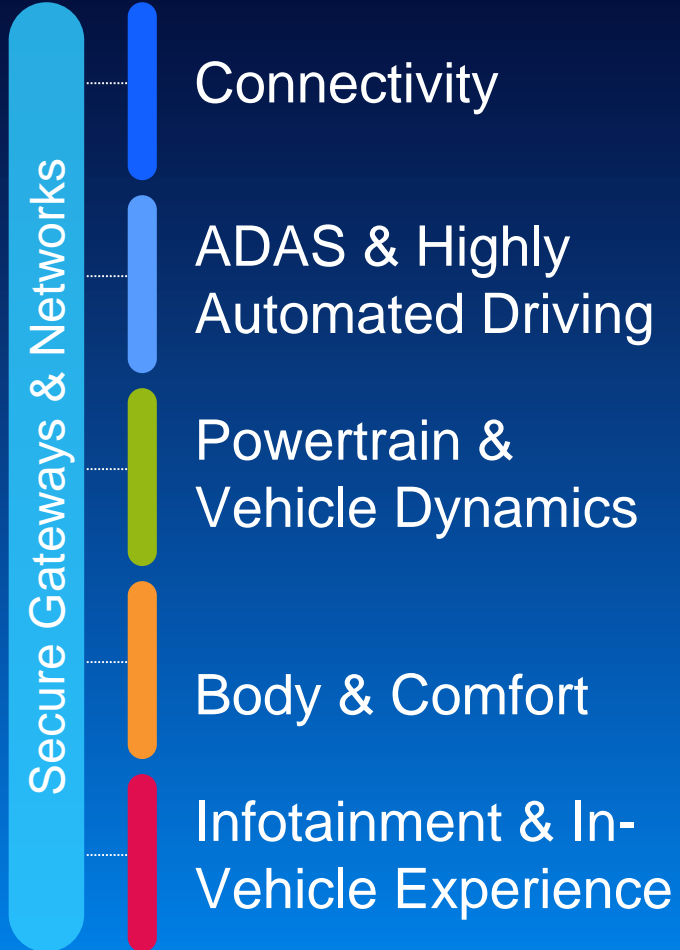 Secure Gateways & Networks
Connectivity
ADAS & Highly
Automated Driving
Powertrain &
Vehicle Dynamics
Body & Comfort
Infotainment & In-
Vehicle Experience